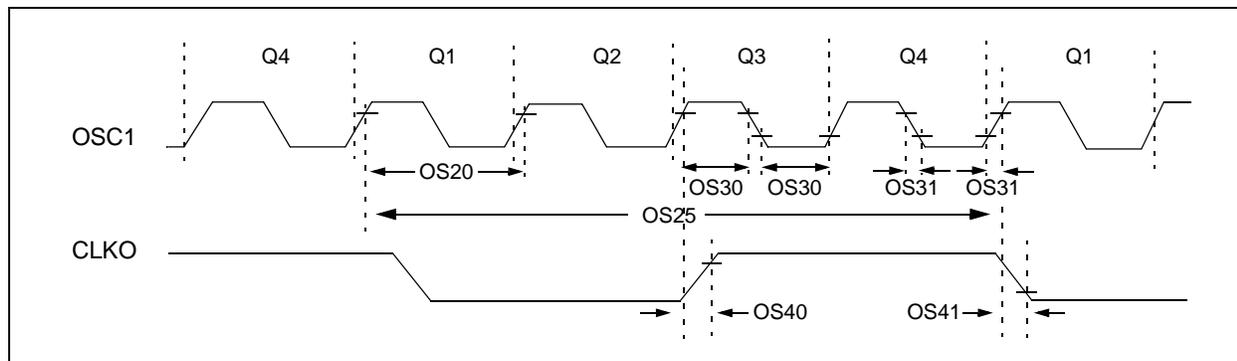 Q4 Q1 Q2 Q3 Q4 Q1
OSC1
OS20
OS30 OS30 OS31 OS31
OS25
CLKO
OS40 OS41